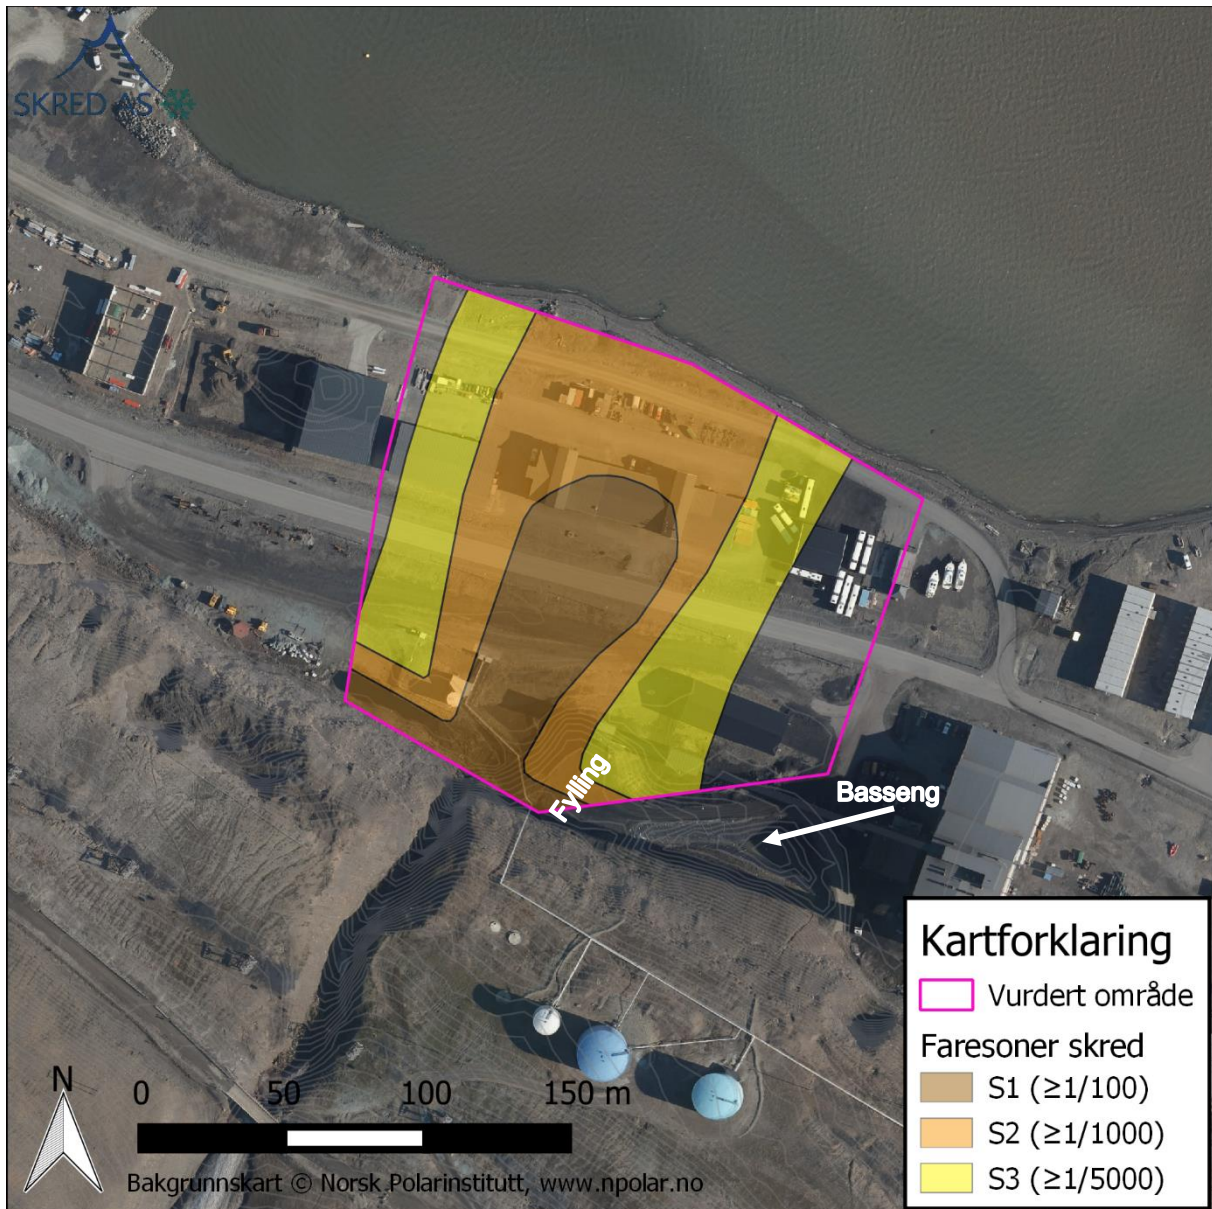 SKRED AS
Fylling
Basseng
Kartforklaring
Vurdert område
Faresoner skred
S1 (≥1/100)
S2 (≥1/1000)
S3 (≥1/5000)
N
0 50 100 150 m
Bakgrunnskart © Norsk Polarinstitutt, www.npolar.no